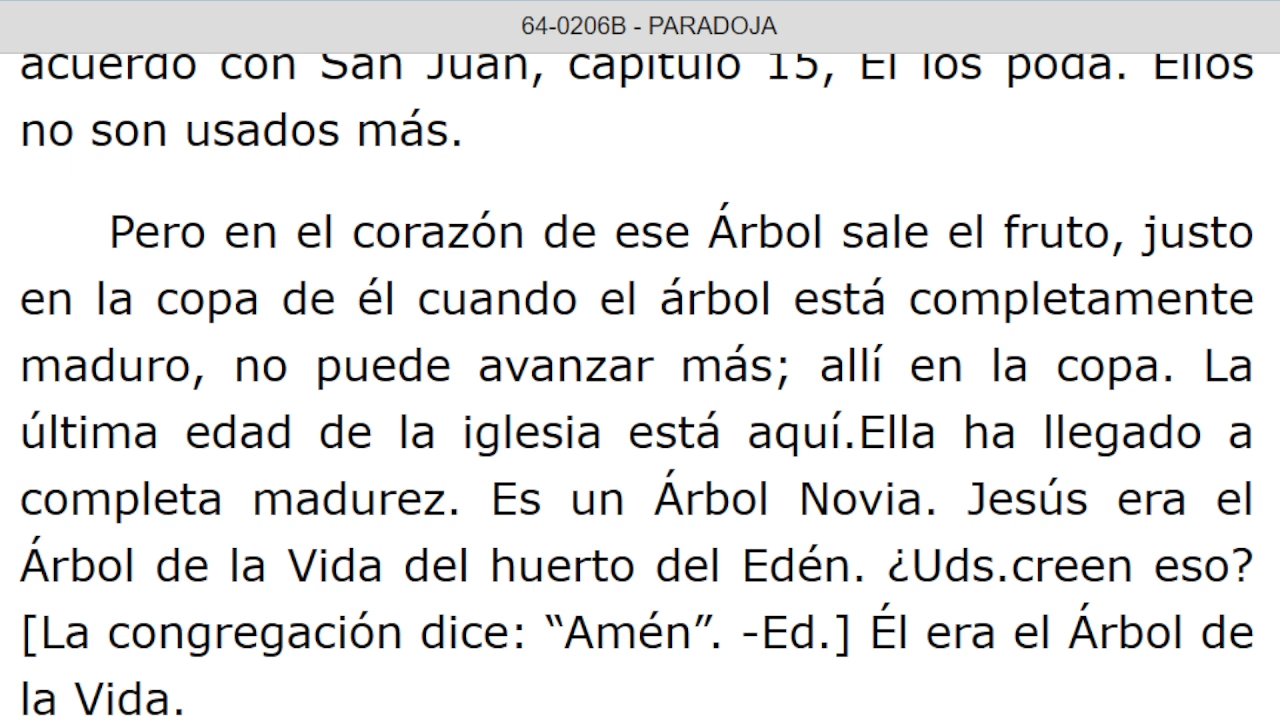 64-0206B - PARADOJA
acuerdo con San Juan, capítulo 15, Él los poda. Ellos
no son usados más.
Pero en el corazón de ese Árbol sale el fruto, justo
en la copa de él cuando el árbol está completamente
maduro, no puede avanzar más; allí en la copa. La
última edad de la iglesia está aquí.Ella ha llegado a
completa madurez. Es un Árbol Novia. Jesús era el
Árbol de la Vida del huerto del Edén. ¿Uds.creen eso?
[La congregación dice: “Amén”. -Ed.] Él era el Árbol de
la Vida.